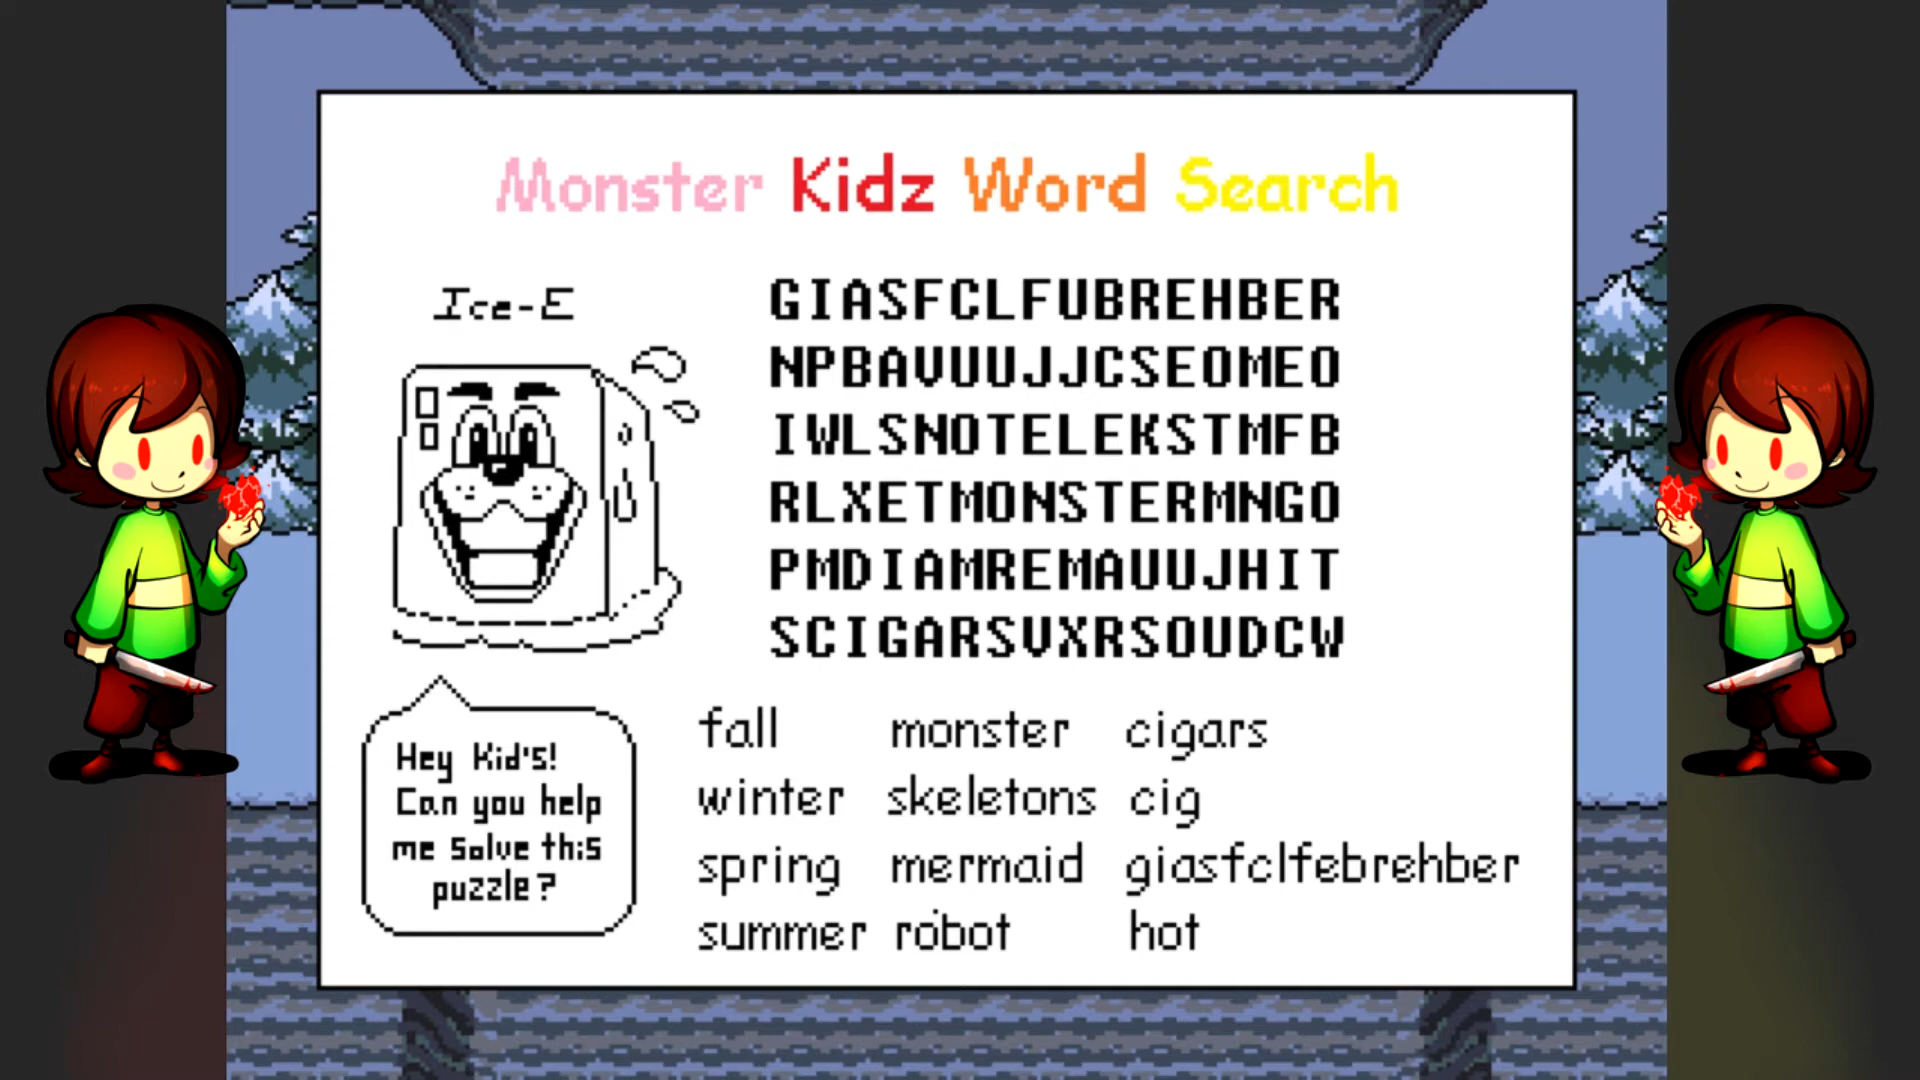 Monster Kidz Word Search
Ice-E
GIASFCLFUBREHBER
NPBAVUUJJCSEOMEO
IWLSNOTELEKSTMFB
RLXETMONSTERMNGO
PMDIAMREMAUUJHIT
SCIGARSVXRSOUDCW
Hey Kid's!
Can you help
me solve this
puzzle?
fall monster cigars
winter skeletons cig
spring mermaid giasfclfebrehber
summer robot hot